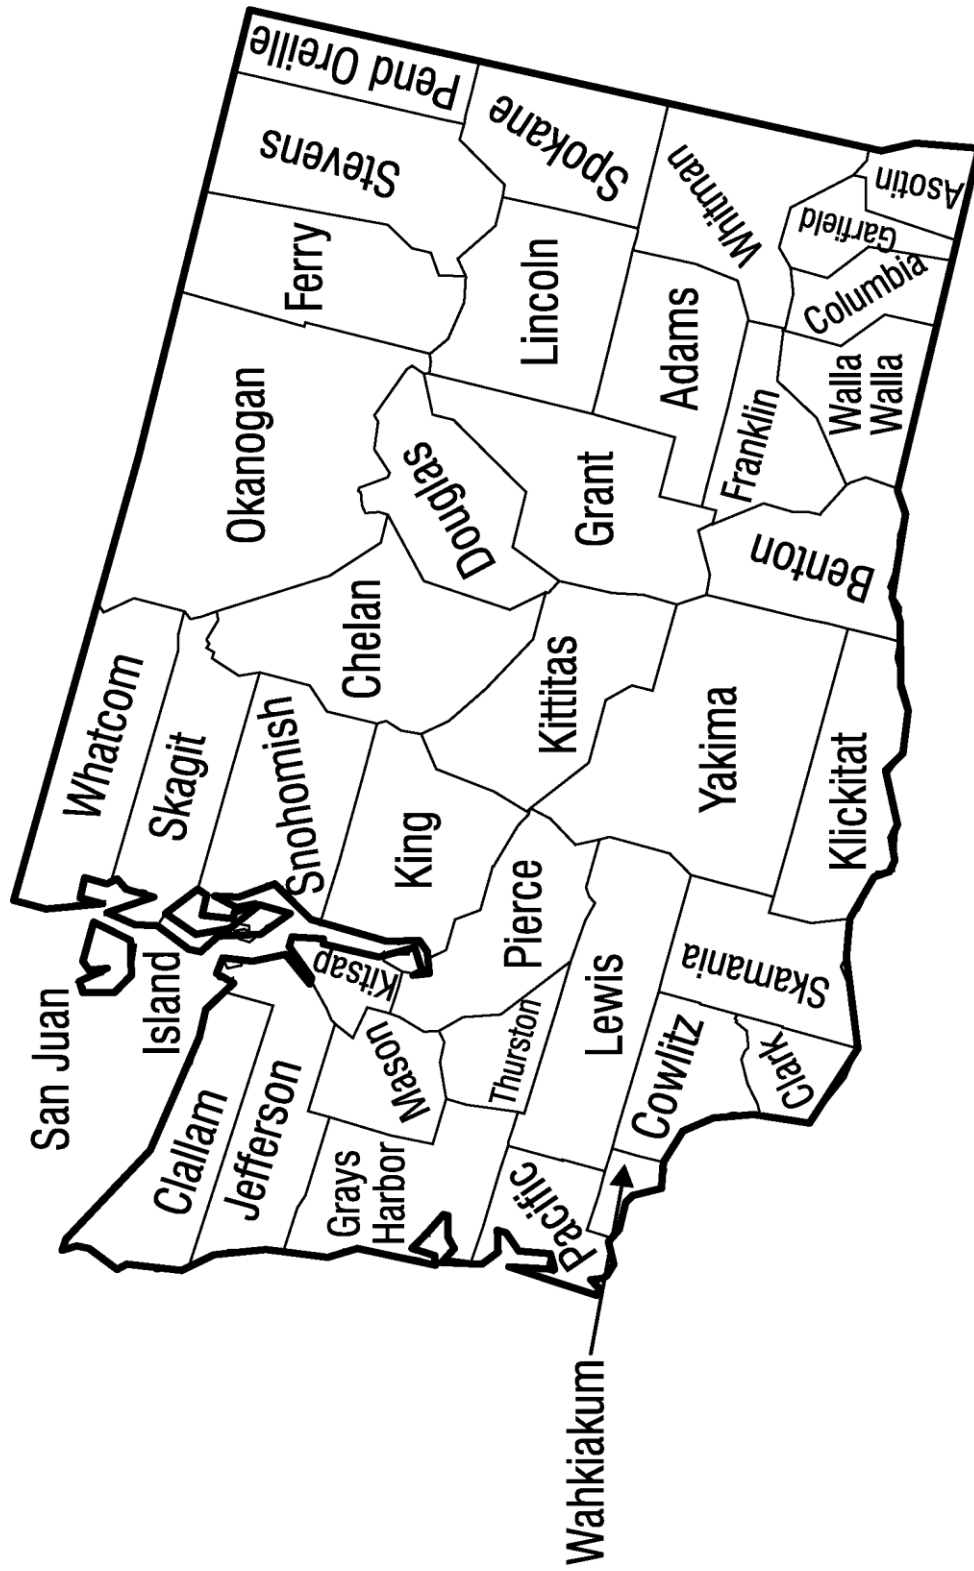 San Juan
Island
Whatcom
Skagit
Snohomish
Okanogan
Ferry
Stevens
Pend Oreille
Chelan
Douglas
Clallam
Jefferson
Kitsap
King
Grays
Harbor
Mason
Kittitas
Grant
Lincoln
Spokane
Pierce
Thurston
Pacific
Lewis
Yakima
Adams
Whitman
Franklin
Benton
Walla
Walla
Columbia
Garfield
Asotin
Wahkiakum
Cowlitz
Clark
Skamania
Klickitat